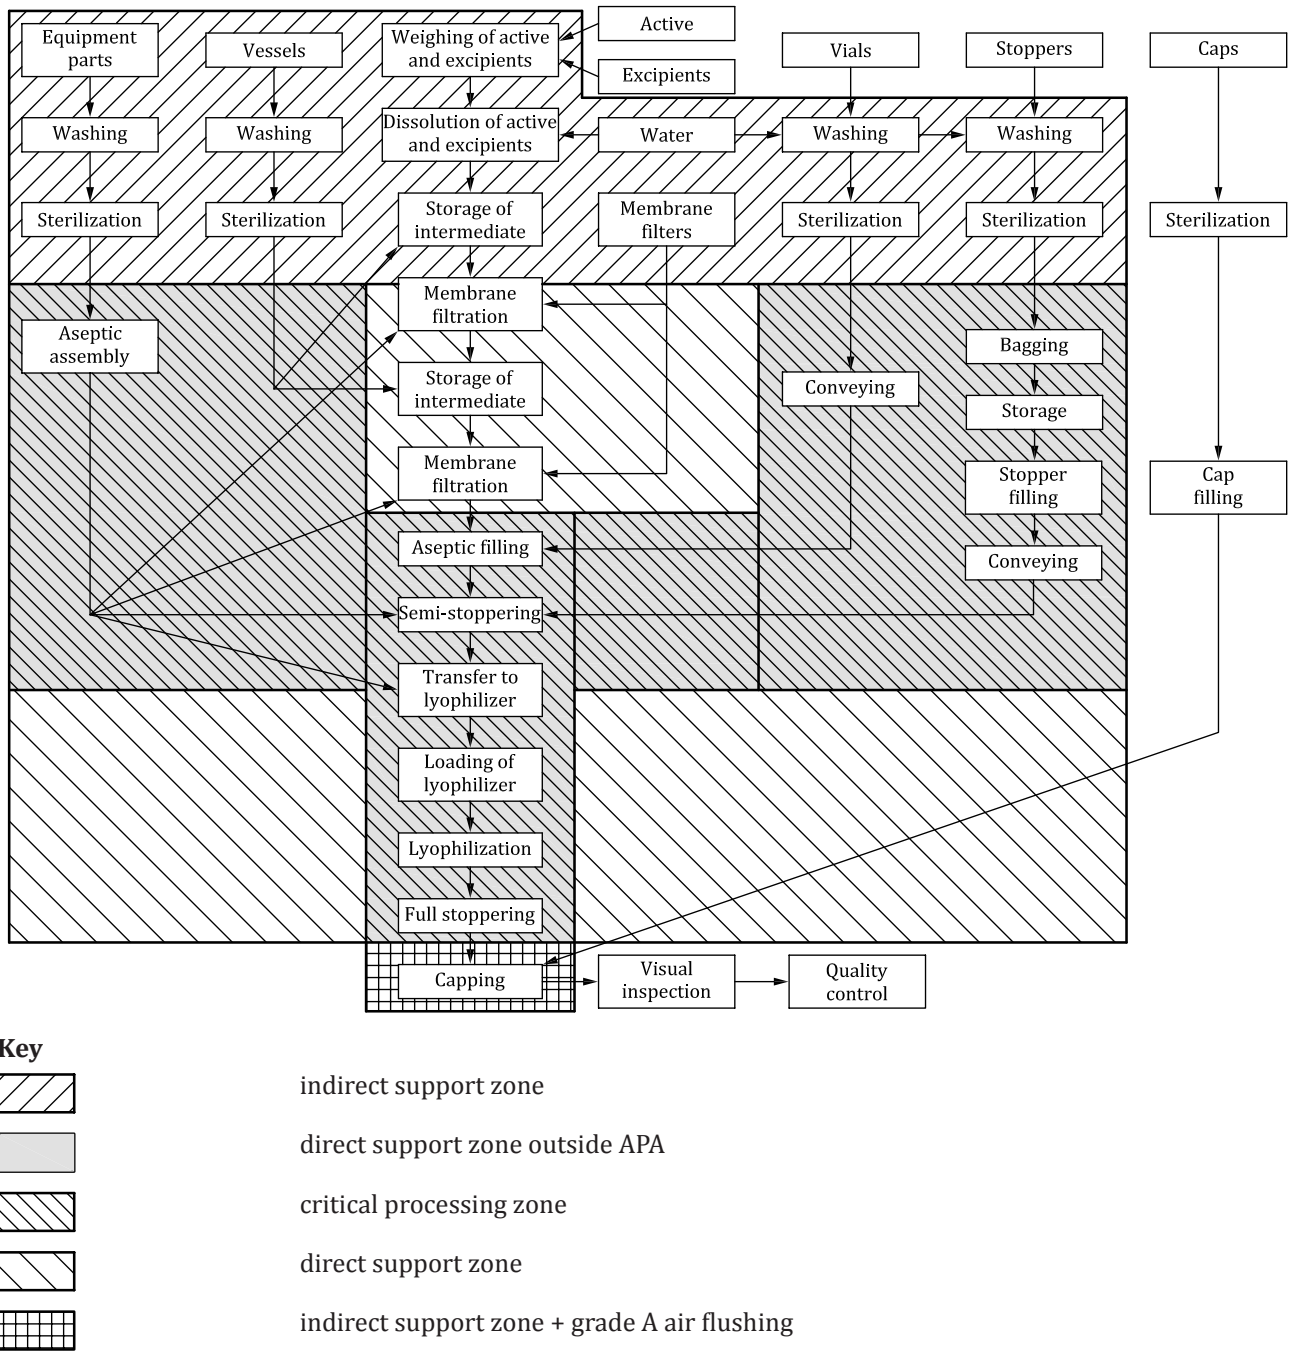 Equipment
parts
Vessels
Weighing of active
and excipients
Active
Excipients
Vials
Stoppers
Caps
Washing
Washing
Dissolution of active
and excipients
Water
Washing
Washing
Sterilization
Sterilization
Storage of
intermediate
Membrane
filters
Sterilization
Sterilization
Sterilization
Membrane
filtration
Aseptic
assembly
Bagging
Storage of
intermediate
Conveying
Storage
Membrane
filtration
Stopper
filling
Cap
filling
Aseptic filling
Conveying
Semi-stoppering
Transfer to
lyophilizer
Loading of
lyophilizer
Lyophilization
Full stoppering
Capping
Visual
inspection
Quality
control
Key
indirect support zone
direct support zone outside APA
critical processing zone
direct support zone
indirect support zone + grade A air flushing